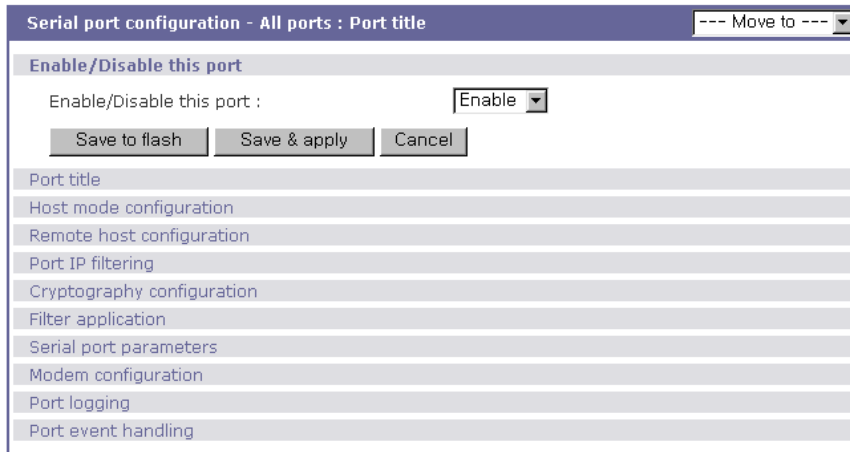 Serial port configuration - All ports : Port title --- Move to ---
Enable/Disable this port
Enable/Disable this port : Enable
Save to flash Save & apply Cancel
Port title
Host mode configuration
Remote host configuration
Port IP filtering
Cryptography configuration
Filter application
Serial port parameters
Modem configuration
Port logging
Port event handling